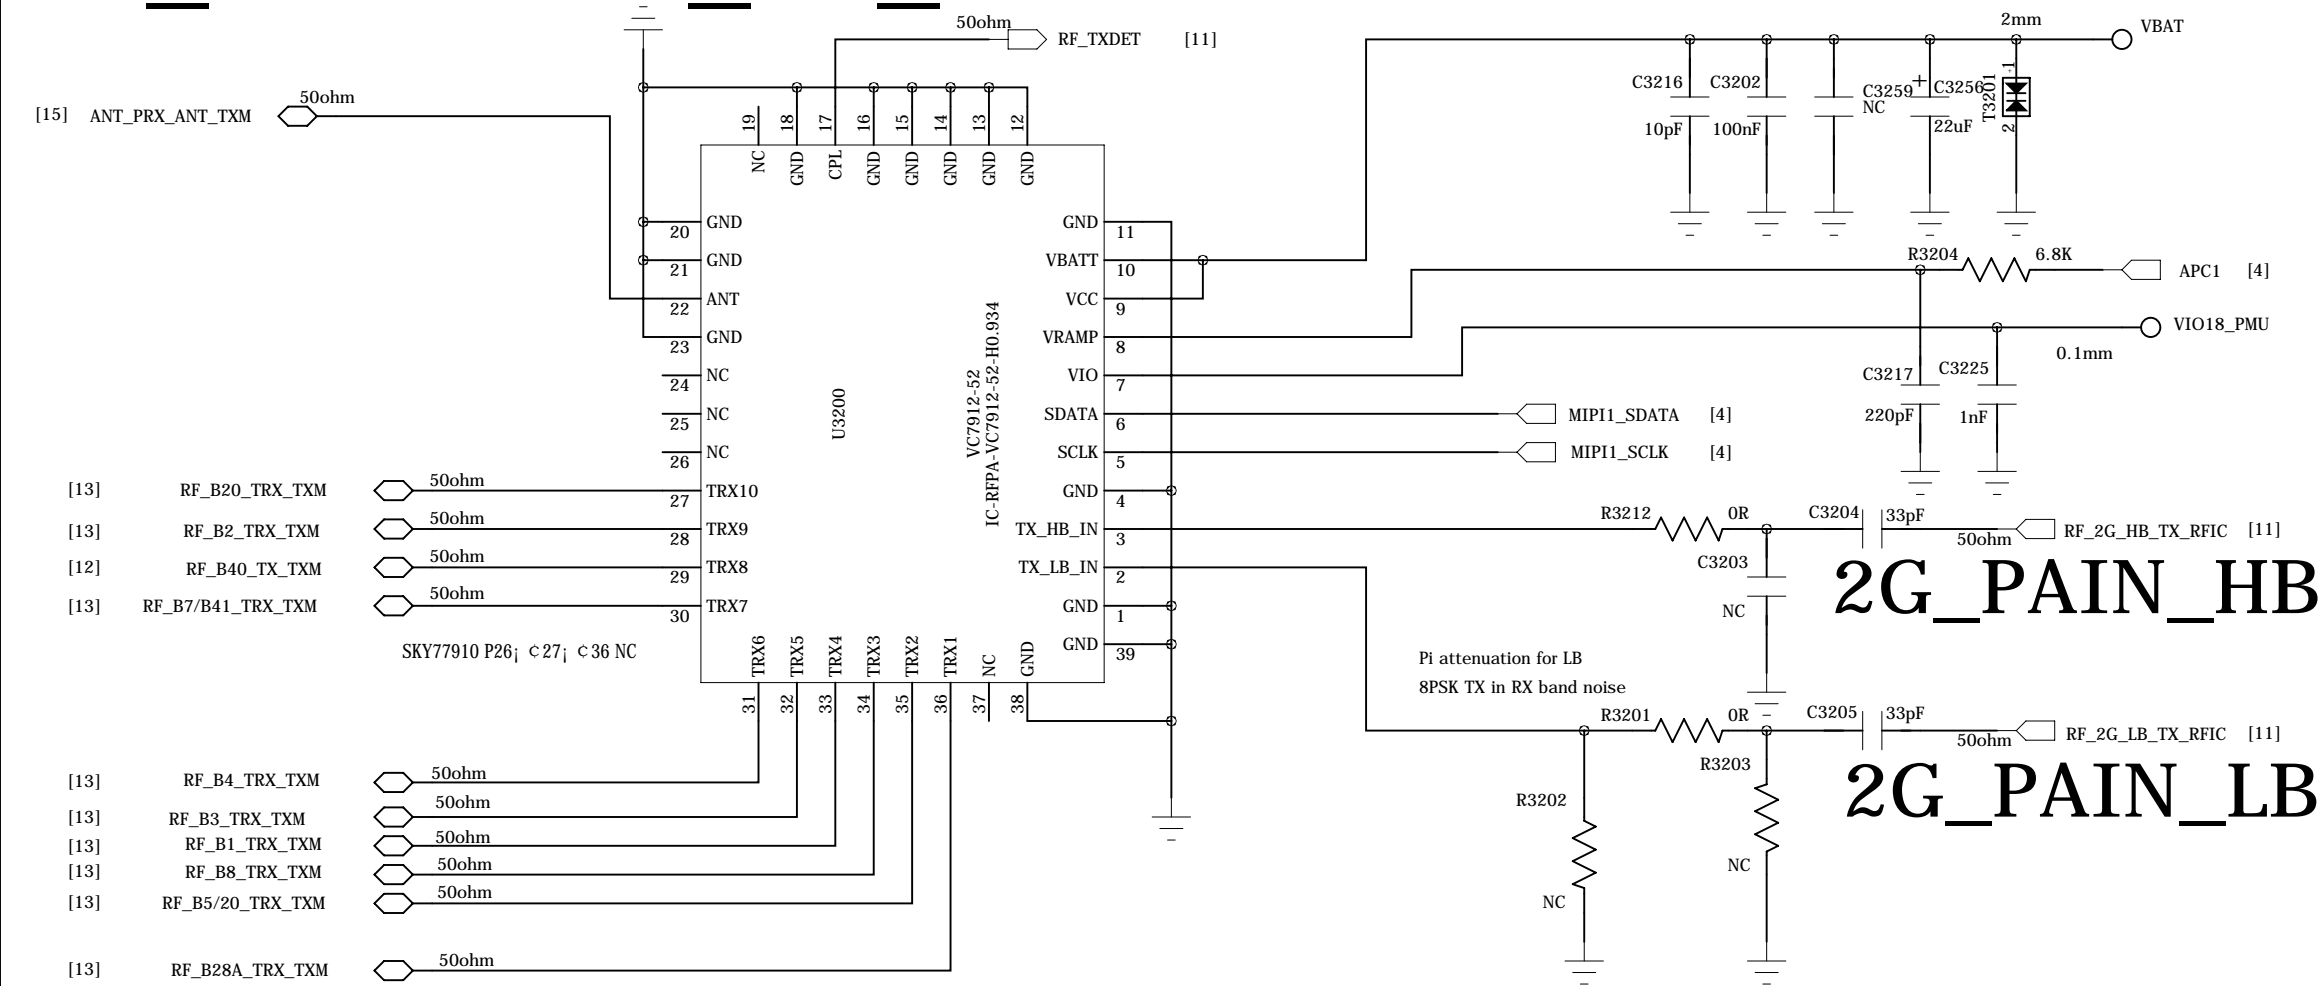 50ohm
RF_TXDET [11]
2mm
VBAT
[15] ANT_PRX_ANT_TXM
50ohm
C3216
10pF
C3202
100nF
C3259
NC
+
C3256
22uF
T3201
+1
2
19
18
17
16
15
14
13
12
NC
GND
CPL
GND
GND
GND
GND
GND
GND
20
GND
21
ANT
22
GND
23
NC
24
NC
25
NC
26
TRX10
27
TRX9
28
TRX8
29
TRX7
30
GND
11
VBATT
10
VCC
9
VRAMP
8
VIO
7
SDATA
6
SCLK
5
GND
4
TX_HB_IN
3
TX_LB_IN
2
GND
1
GND
39
U3200
VC7912-52
IC-RFPA-VC7912-52-H0.934
TRX6
TRX5
TRX4
TRX3
TRX2
TRX1
NC
GND
31
32
33
34
35
36
37
38
R3204
6.8K
APC1 [4]
VIO18_PMU
0.1mm
C3217
220pF
C3225
1nF
MIPI1_SDATA [4]
MIPI1_SCLK [4]
[13] RF_B20_TRX_TXM 50ohm
[13] RF_B2_TRX_TXM 50ohm
[12] RF_B40_TX_TXM 50ohm
[13] RF_B7/B41_TRX_TXM 50ohm
SKY77910 P26¡ ¢27¡ ¢36 NC
R3212
0R
C3204
33pF
50ohm
RF_2G_HB_TX_RFIC [11]
C3203
NC
2G_PAIN_HB
Pi attenuation for LB
8PSK TX in RX band noise
R3201
0R
C3205
33pF
50ohm
RF_2G_LB_TX_RFIC [11]
R3203
NC
R3202
NC
2G_PAIN_LB
[13] RF_B4_TRX_TXM 50ohm
[13] RF_B3_TRX_TXM 50ohm
[13] RF_B1_TRX_TXM 50ohm
[13] RF_B8_TRX_TXM 50ohm
[13] RF_B5/20_TRX_TXM 50ohm
[13] RF_B28A_TRX_TXM 50ohm